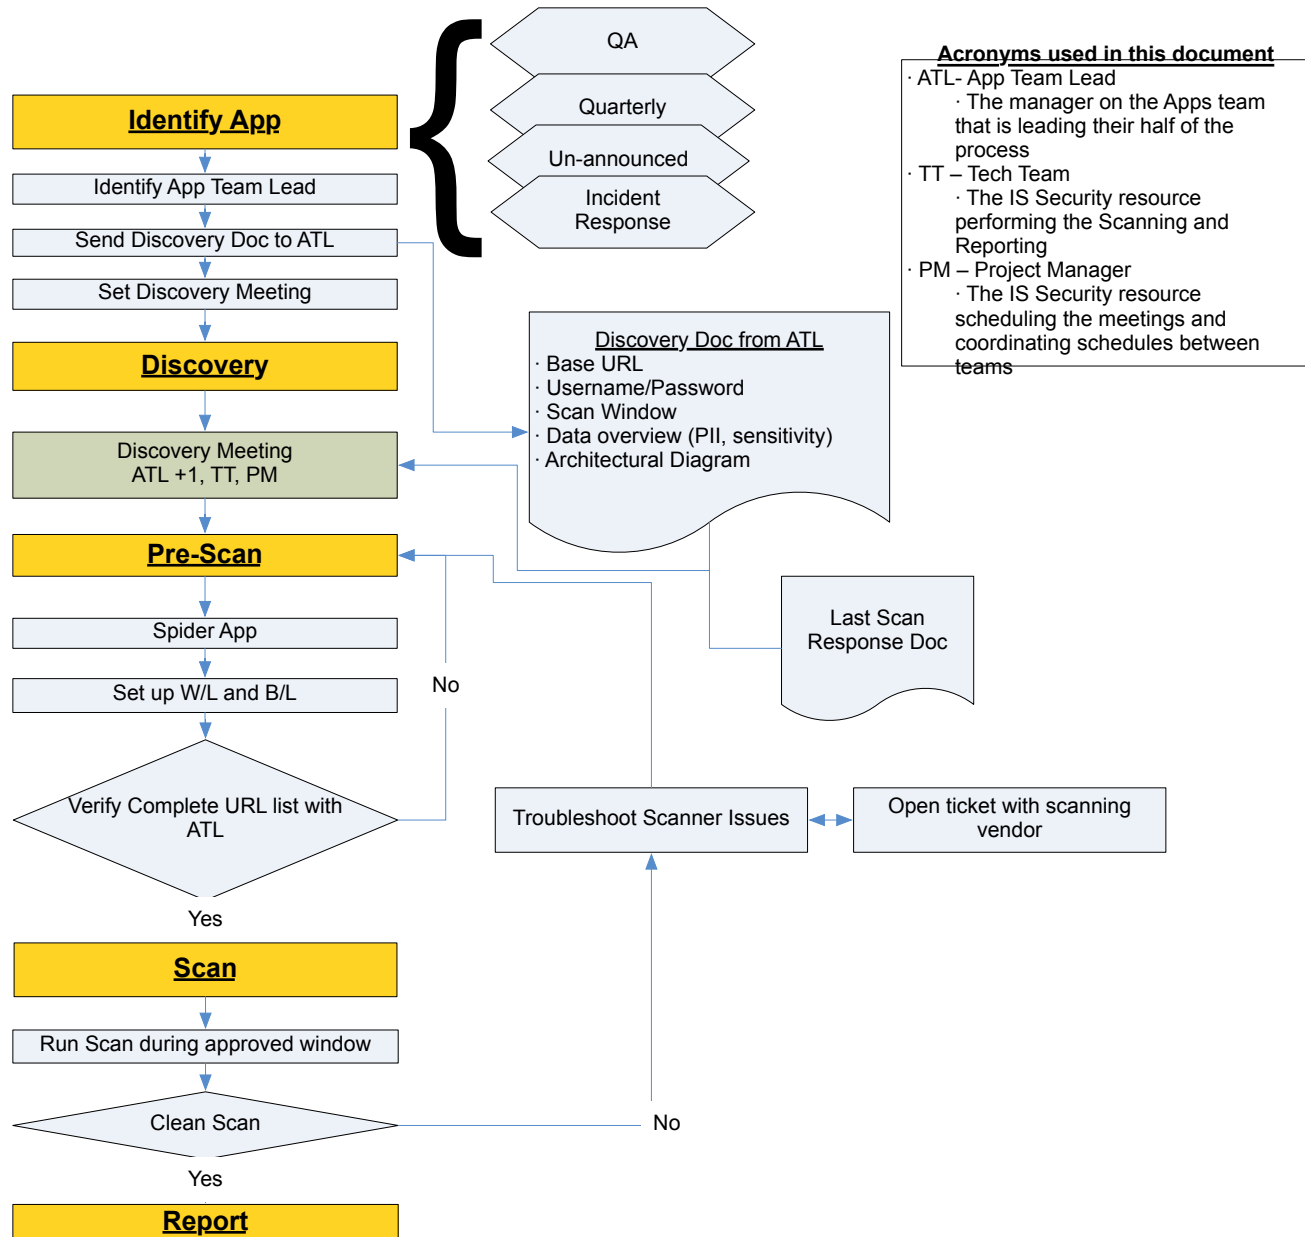 QA
Quarterly
Un-announced
Incident
Response
Identify App
Identify App Team Lead
Send Discovery Doc to ATL
Set Discovery Meeting
Discovery
Discovery Meeting
ATL +1, TT, PM
Pre-Scan
Spider App
Set up W/L and B/L
No
Verify Complete URL list with
ATL
Yes
Scan
Run Scan during approved window
Clean Scan
No
Yes
Report
Discovery Doc from ATL
· Base URL
· Username/Password
· Scan Window
· Data overview (PII, sensitivity)
· Architectural Diagram
Last Scan
Response Doc
Troubleshoot Scanner Issues
Open ticket with scanning
vendor
Acronyms used in this document
· ATL- App Team Lead
· The manager on the Apps team
that is leading their half of the
process
· TT – Tech Team
· The IS Security resource
performing the Scanning and
Reporting
· PM – Project Manager
· The IS Security resource
scheduling the meetings and
coordinating schedules between
teams